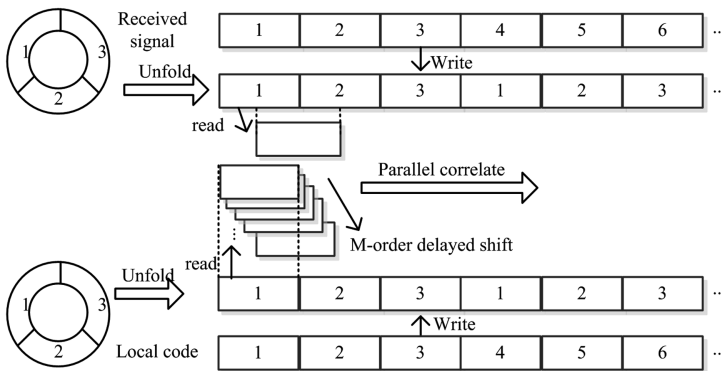 Received
signal
1 2 3 4 5 6 ..
1 3
2
Unfold
Write
1 2 3 1 2 3 ..
read
Parallel correlate
M-order delayed shift
⋮
read
Unfold
1 3
2
1 2 3 1 2 3 ..
Write
Local code
1 2 3 4 5 6 ..